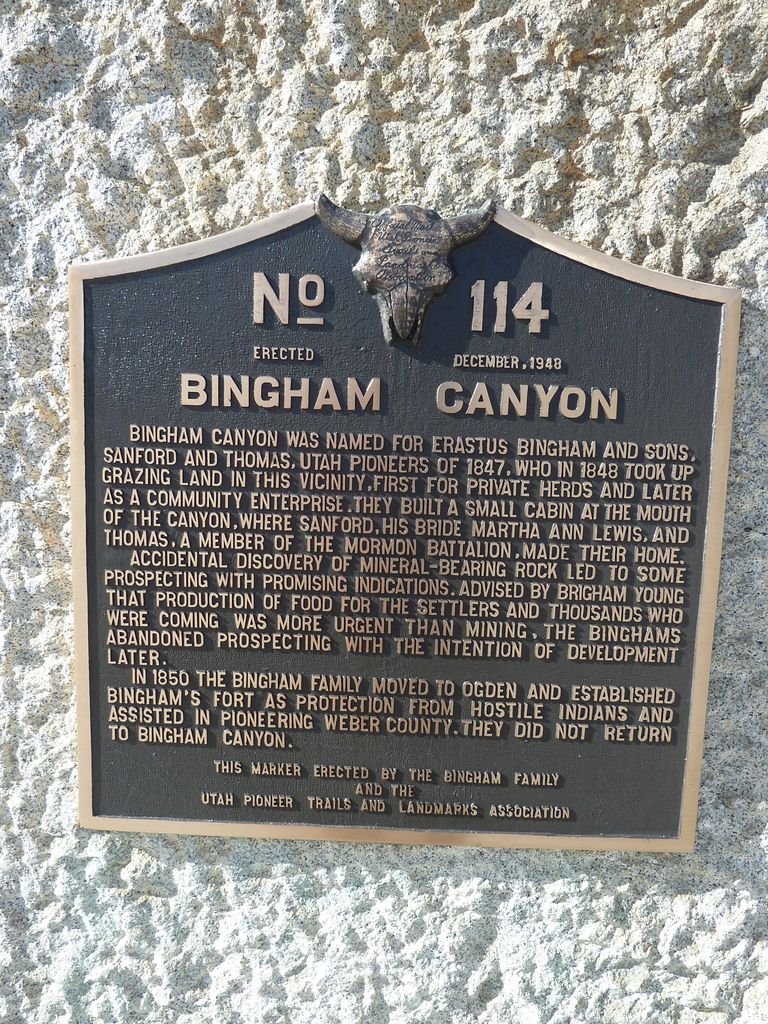 Nº 114
ERECTED DECEMBER, 1948
BINGHAM CANYON
BINGHAM CANYON WAS NAMED FOR ERASTUS BINGHAM AND SONS,
SANFORD AND THOMAS, UTAH PIONEERS OF 1847, WHO IN 1848 TOOK UP
GRAZING LAND IN THIS VICINITY, FIRST FOR PRIVATE HERDS AND LATER
AS A COMMUNITY ENTERPRISE. THEY BUILT A SMALL CABIN AT THE MOUTH
OF THE CANYON, WHERE SANFORD, HIS BRIDE MARTHA ANN LEWIS, AND
THOMAS, A MEMBER OF THE MORMON BATTALION, MADE THEIR HOME.
ACCIDENTAL DISCOVERY OF MINERAL-BEARING ROCK LED TO SOME
PROSPECTING WITH PROMISING INDICATIONS. ADVISED BY BRIGHAM YOUNG
THAT PRODUCTION OF FOOD FOR THE SETTLERS AND THOUSANDS WHO
WERE COMING WAS MORE URGENT THAN MINING, THE BINGHAMS
ABANDONED PROSPECTING WITH THE INTENTION OF DEVELOPMENT
LATER.
IN 1850 THE BINGHAM FAMILY MOVED TO OGDEN AND ESTABLISHED
BINGHAM'S FORT AS PROTECTION FROM HOSTILE INDIANS AND
ASSISTED IN PIONEERING WEBER COUNTY. THEY DID NOT RETURN
TO BINGHAM CANYON.
THIS MARKER ERECTED BY THE BINGHAM FAMILY
AND THE
UTAH PIONEER TRAILS AND LANDMARKS ASSOCIATION